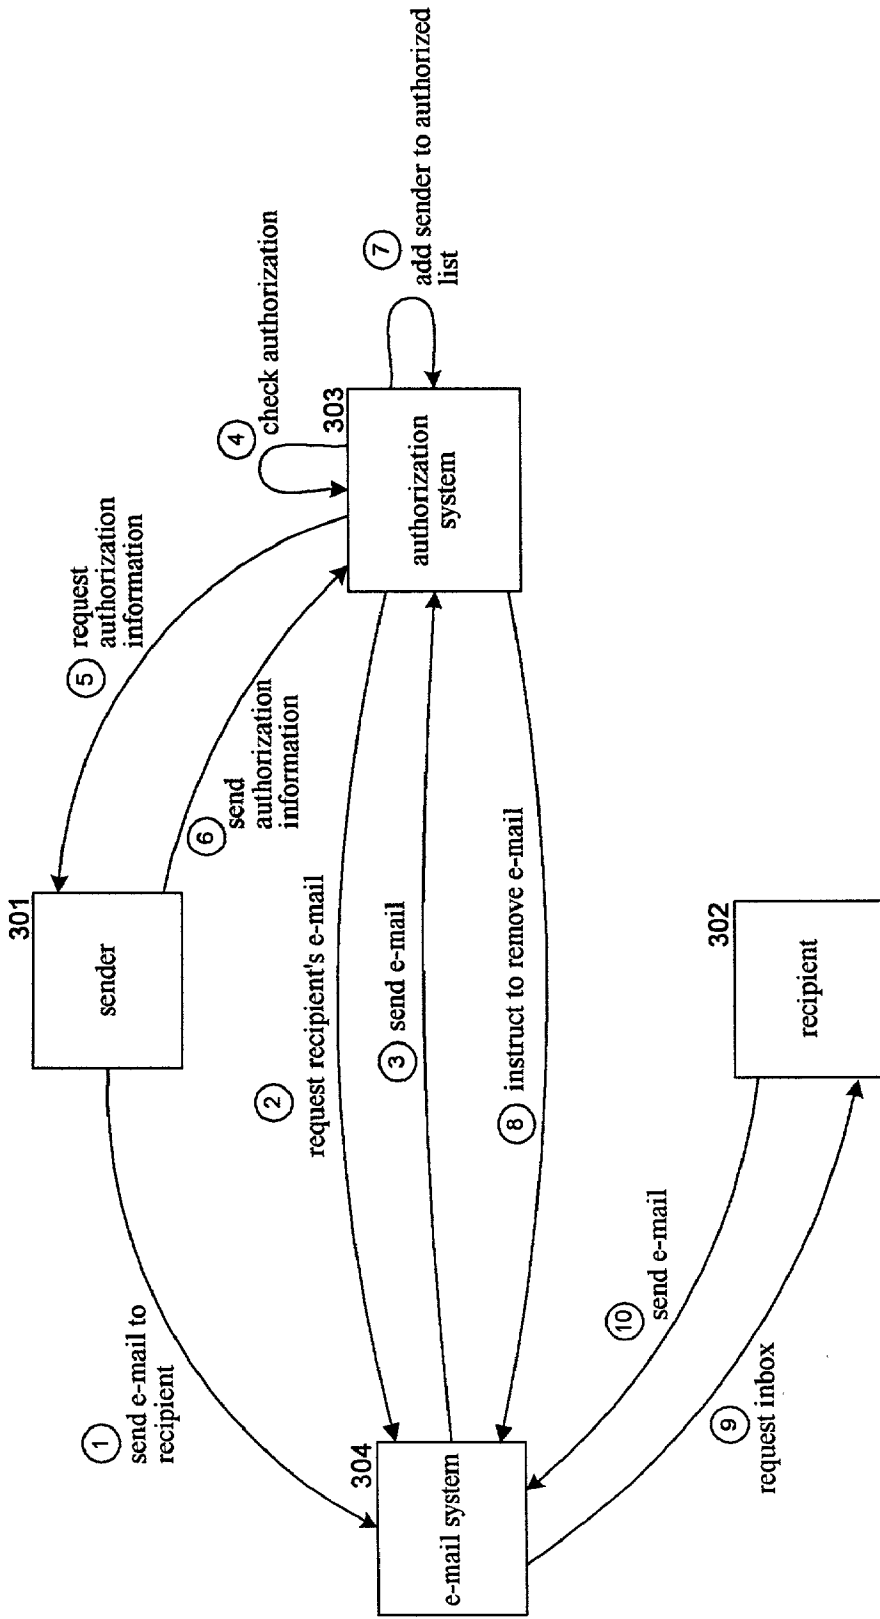 301
sender
1
send e-mail to
recipient
5
request
authorization
information
6
send
authorization
information
4
check authorization
303
authorization
system
7
add sender to authorized
list
2
request recipient's e-mail
3
send e-mail
8
instruct to remove e-mail
304
e-mail system
10
send e-mail
9
request inbox
302
recipient